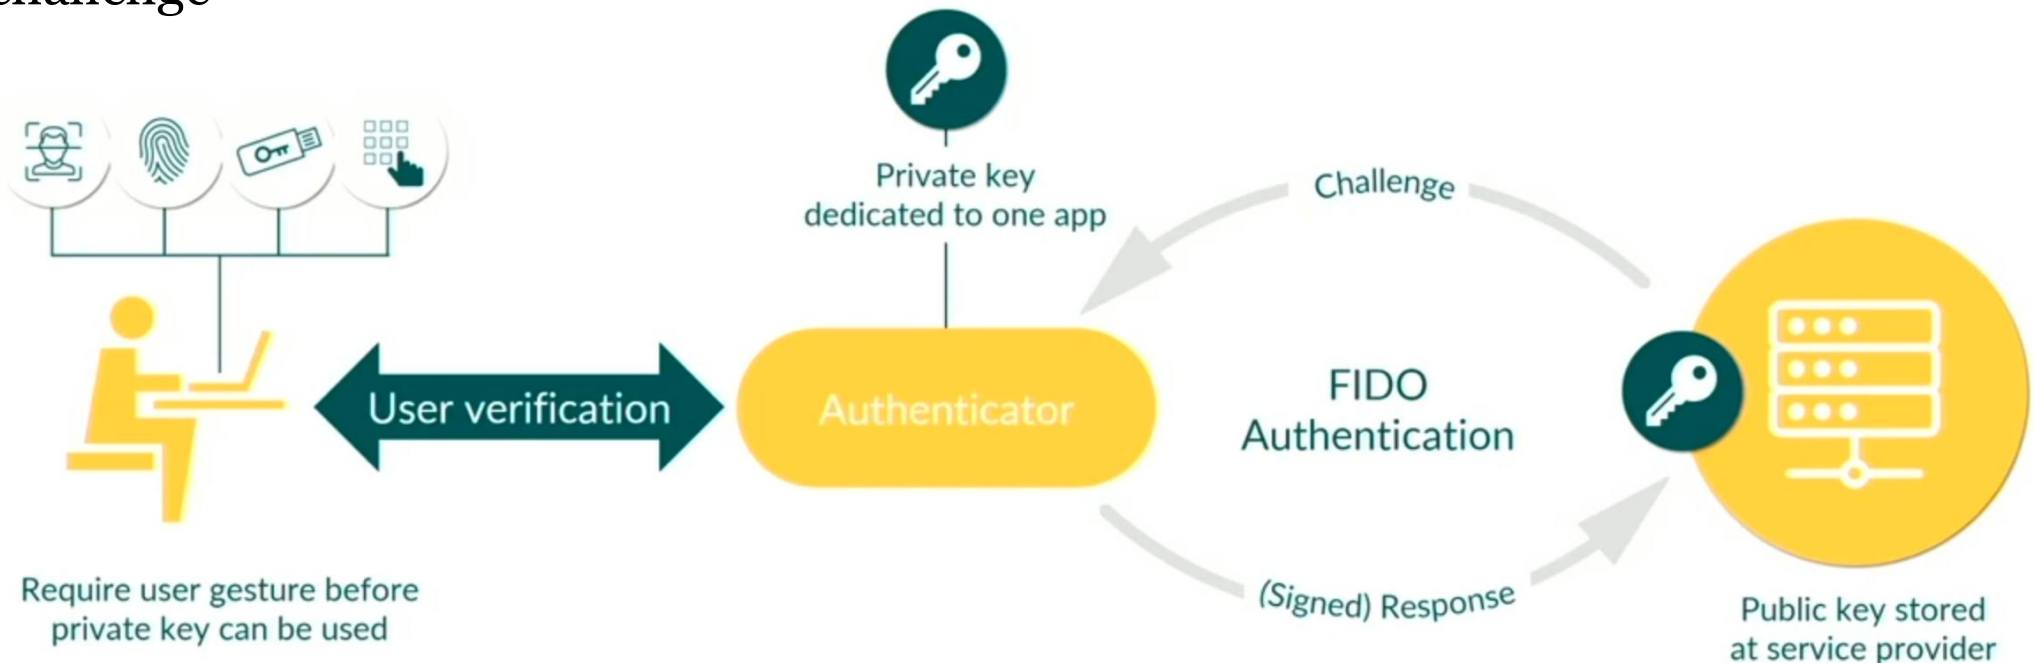 challenge
Private key
dedicated to one app
Challenge
User verification
Authenticator
FIDO
Authentication
(Signed) Response
Require user gesture before
private key can be used
Public key stored
at service provider